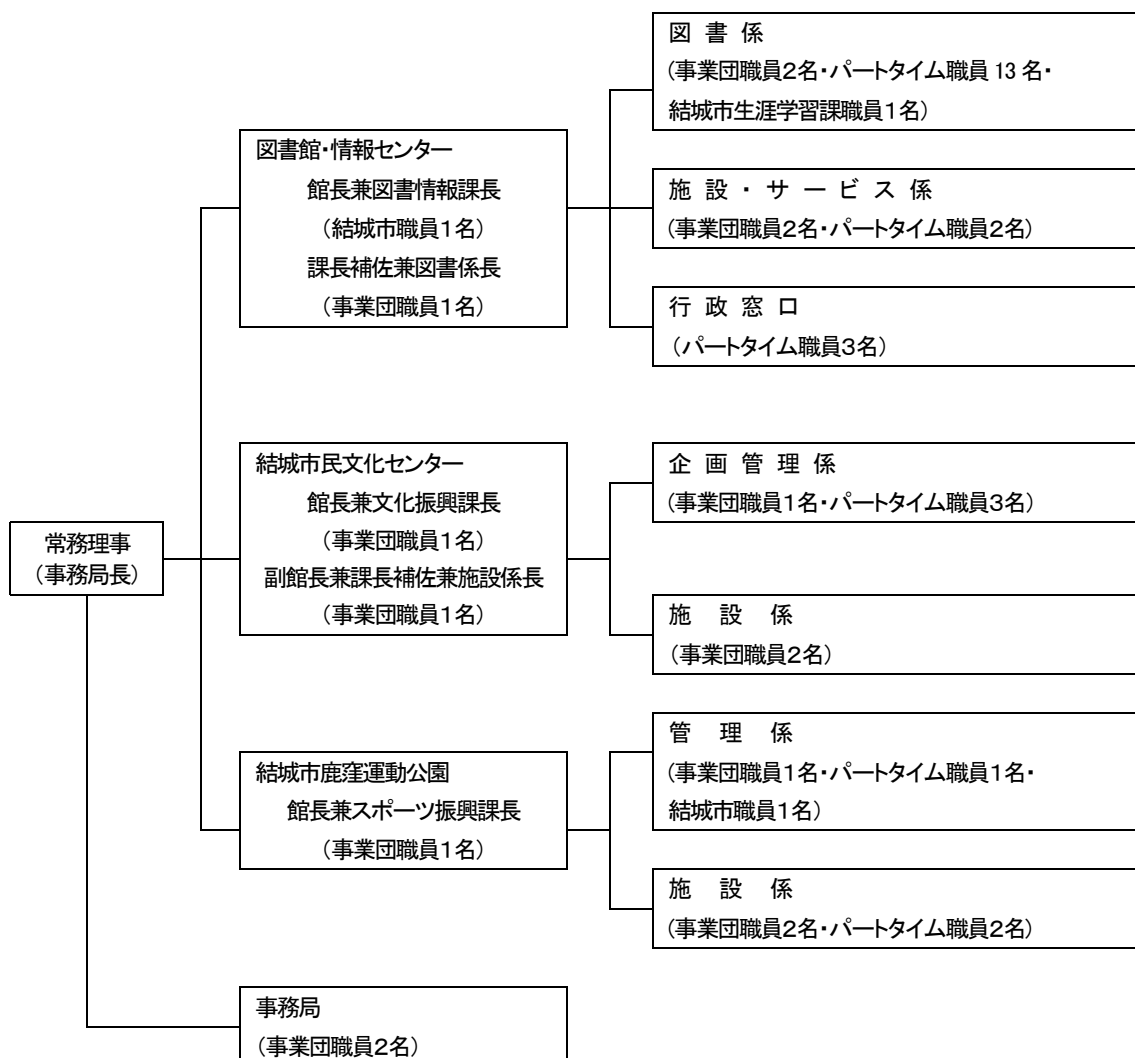 常務理事
(事務局長)
図書館・情報センター
館長兼図書情報課長
(結城市職員1名)
課長補佐兼図書係長
(事業団職員1名)
図 書 係
(事業団職員2名・パートタイム職員 13 名・
結城市生涯学習課職員1名)
施 設 ・ サ ー ビ ス 係
(事業団職員2名・パートタイム職員2名)
行 政 窓 口
(パートタイム職員3名)
結城市民文化センター
館長兼文化振興課長
(事業団職員1名)
副館長兼課長補佐兼施設係長
(事業団職員1名)
企 画 管 理 係
(事業団職員1名・パートタイム職員3名)
施 設 係
(事業団職員2名)
結城市鹿窪運動公園
館長兼スポーツ振興課長
(事業団職員1名)
管 理 係
(事業団職員1名・パートタイム職員1名・
結城市職員1名)
施 設 係
(事業団職員2名・パートタイム職員2名)
事務局
(事業団職員2名)